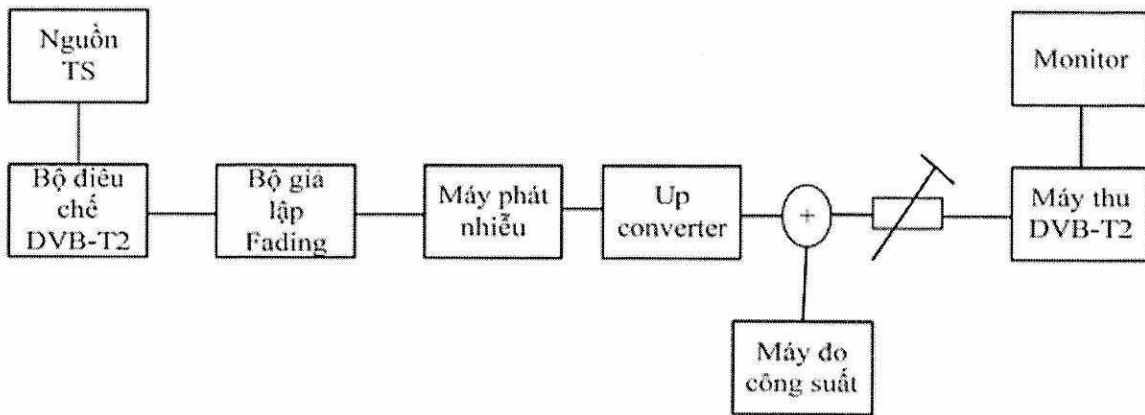 Nguồn
TS
Monitor
Bộ điều
chế
DVB-T2
Bộ giả
lập
Fading
Máy phát
nhiễu
Up
converter
+
Máy thu
DVB-T2
Máy đo
công suất